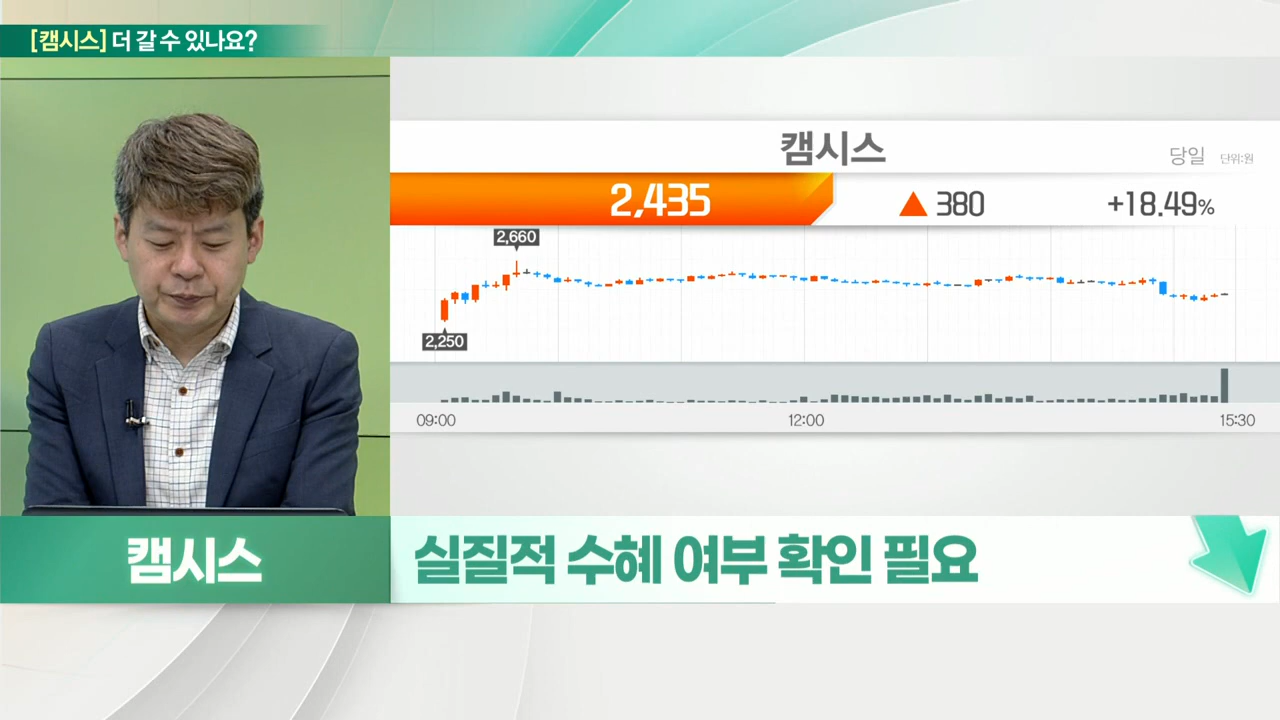 [캠시스] 더 갈 수 있나요?
캠시스
당일 단위:원
2,435 ▲ 380 +18.49%
2,660
2,250
09:00 12:00 15:30
캠시스 실질적 수혜 여부 확인 필요